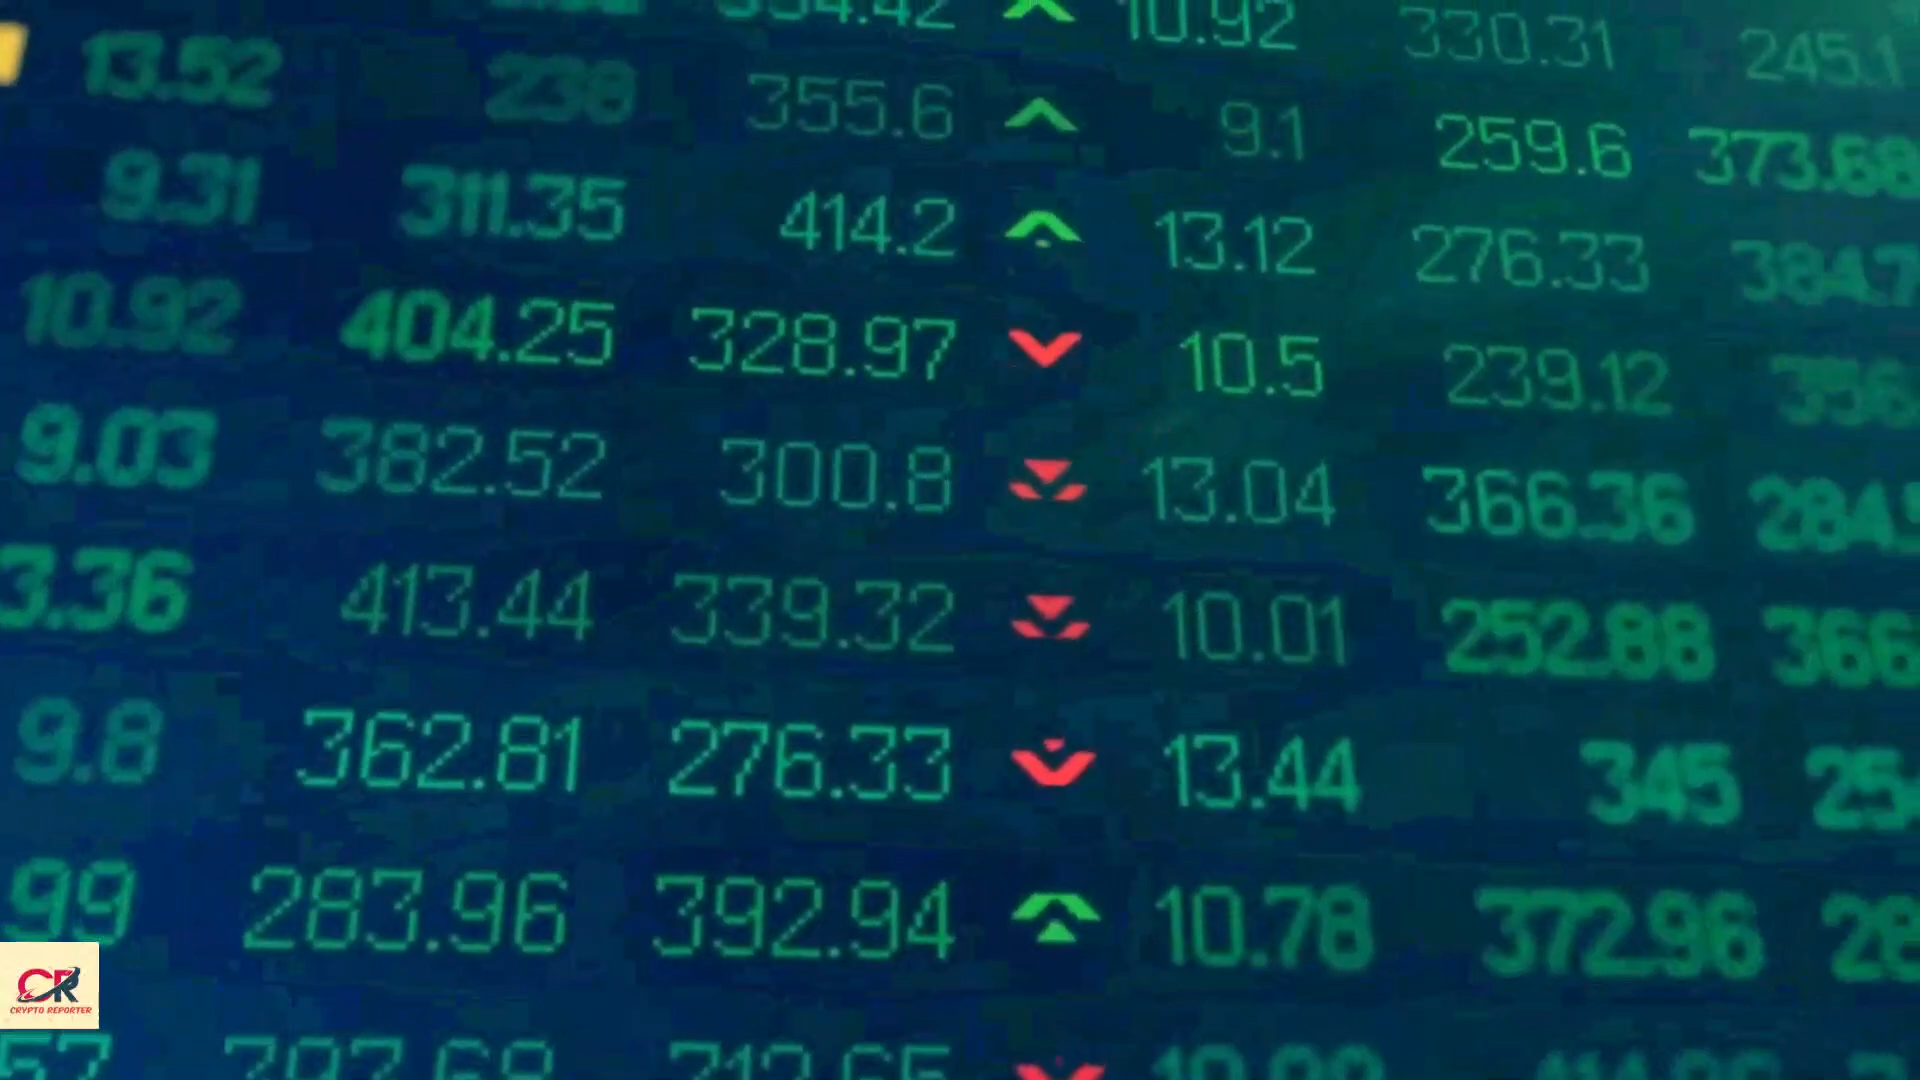 10.92 330.31 245.1
13.52 238 355.6 9.1 259.6 373.68
9.31 311.35 414.2 13.12 276.33
10.92 404.25 328.97 10.5 239.12
9.03 382.52 300.8 13.04 366.36
3.36 413.44 339.32 10.01 252.88
9.8 362.81 276.33 13.44 345
99 283.96 392.94 10.78 372.96
CR
CRYPTO REPORTER